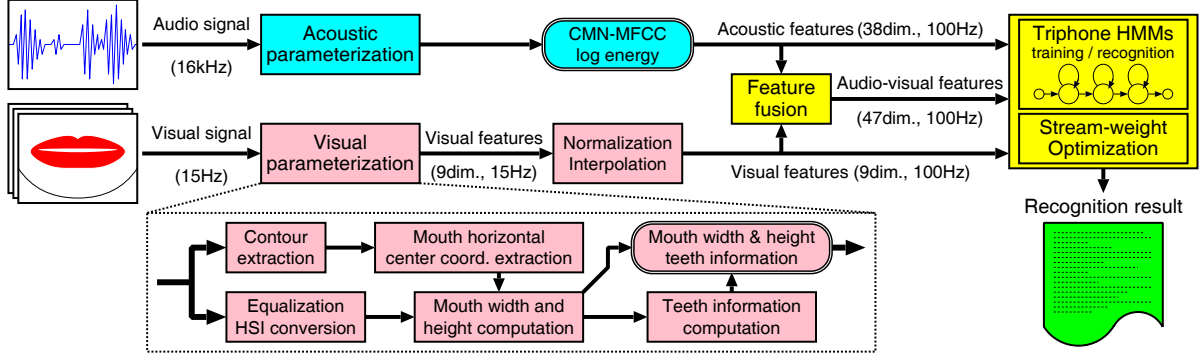 Audio signal
(16kHz)
Acoustic
parameterization
CMN-MFCC
log energy
Acoustic features (38dim., 100Hz)
Triphone HMMs
training / recognition
Feature
fusion
Audio-visual features
(47dim., 100Hz)
Visual signal
(15Hz)
Visual
parameterization
Visual features
(9dim., 15Hz)
Normalization
Interpolation
Visual features (9dim., 100Hz)
Stream-weight
Optimization
Recognition result
Contour
extraction
Mouth horizontal
center coord. extraction
Mouth width & height
teeth information
Equalization
HSI conversion
Mouth width and
height computation
Teeth information
computation